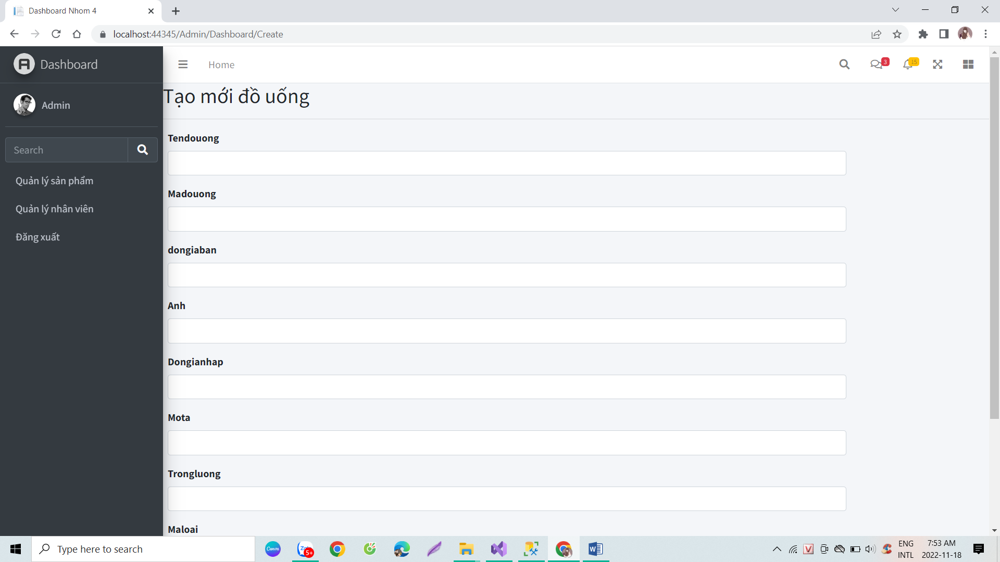 Dashboard Nhom 4
localhost:44345/Admin/Dashboard/Create
Dashboard
Home
3
15
Admin
Search
Quản lý sản phẩm
Quản lý nhân viên
Đăng xuất
Tạo mới đồ uống
Tendouong
Madouong
dongiaban
Anh
Dongianhap
Mota
Trongluong
Maloai
Type here to search
Canva
5+
ENG
INTL
7:53 AM
2022-11-18